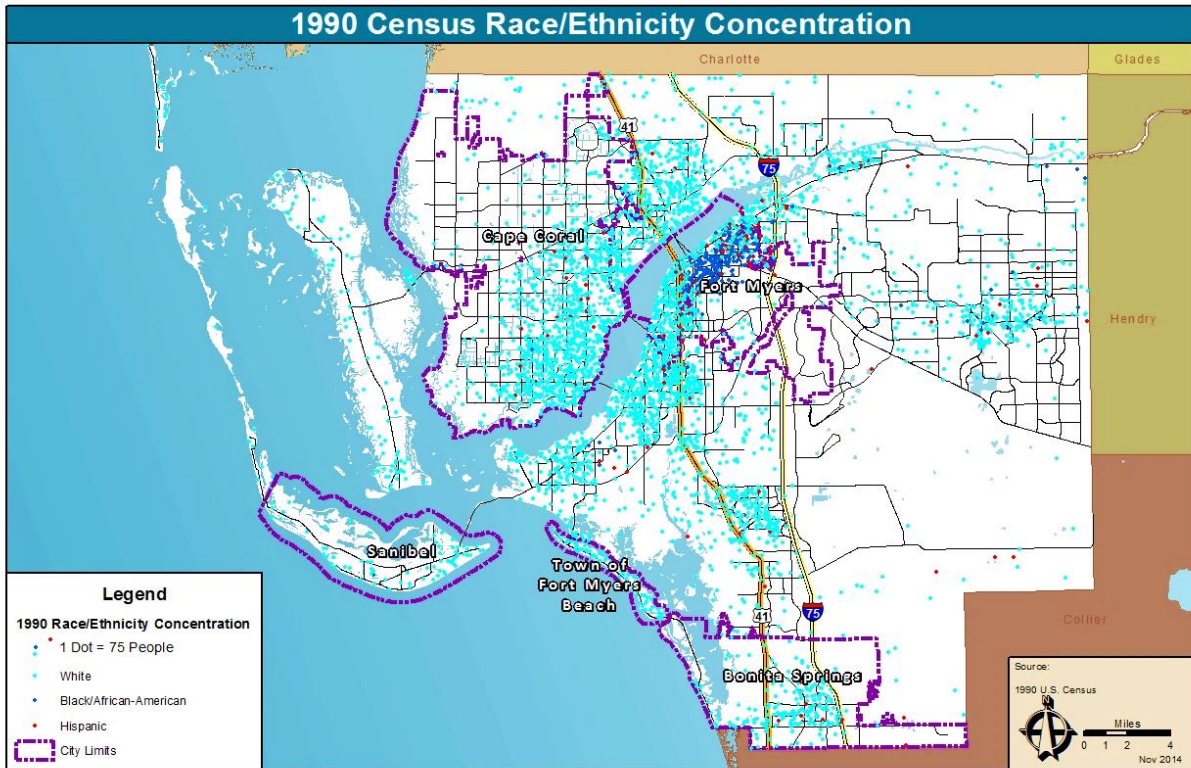 1990 Census Race/Ethnicity Concentration
Charlotte
Glades
41
75
Cape Coral
Fort Myers
Hendry
Sanibel
Town of
Fort Myers
Beach
41
75
Collier
Bonita Springs
Legend
1990 Race/Ethnicity Concentration
1 Dot = 75 People
White
Black/African-American
Hispanic
City Limits
Source:
1990 U.S. Census
N
Miles
0 1 2 4
Nov 2014